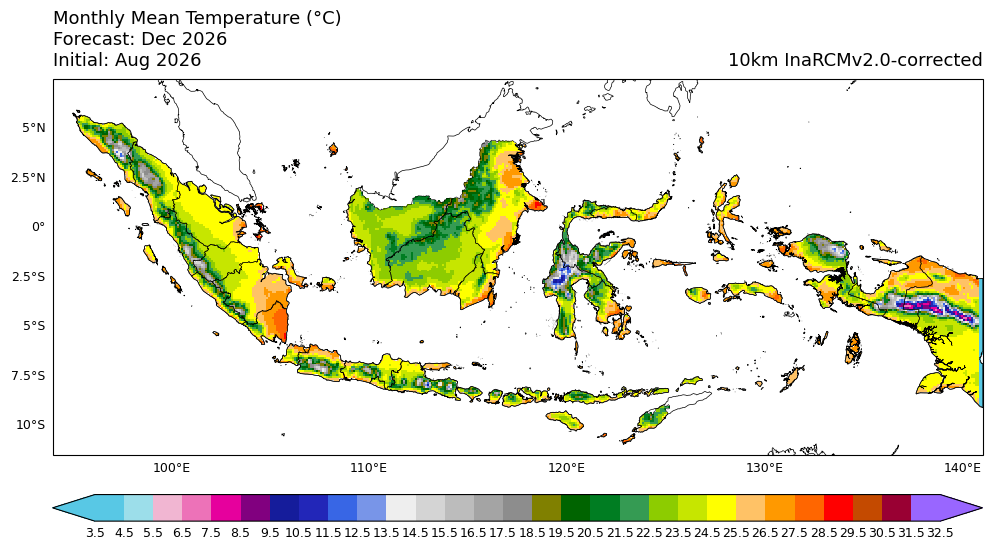 Monthly Mean Temperature (°C)
Forecast: Dec 2026
Initial: Aug 2026
10km InaRCMv2.0-corrected
5°N
2.5°N
0°
2.5°S
5°S
7.5°S
10°S
100°E 110°E 120°E 130°E 140°E
3.5 4.5 5.5 6.5 7.5 8.5 9.5 10.5 11.5 12.5 13.5 14.5 15.5 16.5 17.5 18.5 19.5 20.5 21.5 22.5 23.5 24.5 25.5 26.5 27.5 28.5 29.5 30.5 31.5 32.5